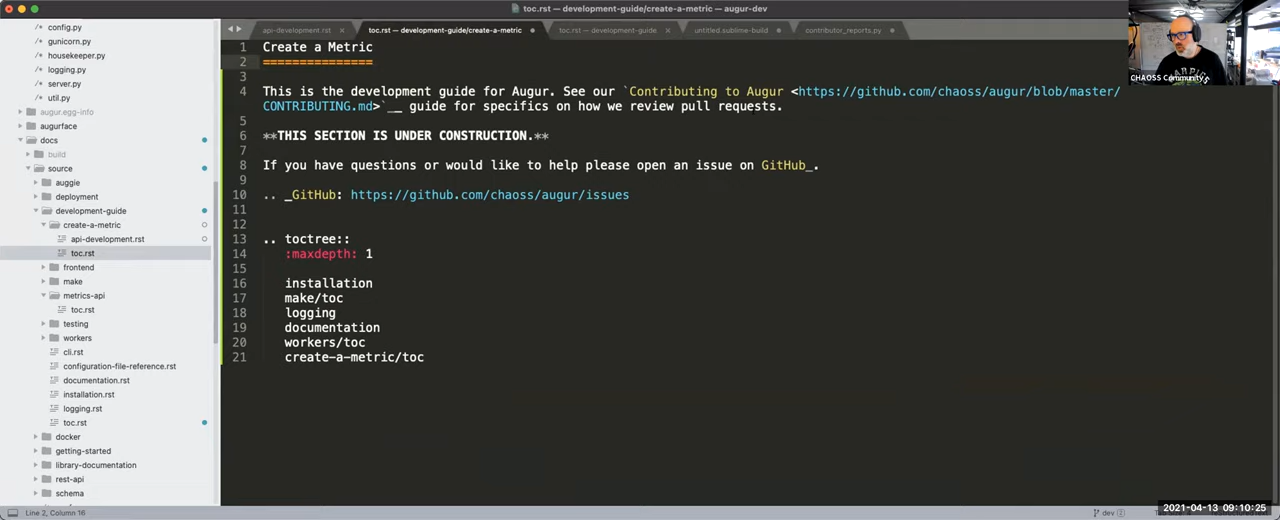 toc.rst — development-guide/create-a-metric — augur-dev
api-development.rst
toc.rst — development-guide/create-a-metric
toc.rst — development-guide
untitled.sublime-build
contributor_reports.py
config.py
gunicorn.py
housekeeper.py
logging.py
server.py
util.py
augur.egg-info
augurface
docs
build
source
auggie
deployment
development-guide
create-a-metric
api-development.rst
toc.rst
frontend
make
metrics-api
toc.rst
testing
workers
cli.rst
configuration-file-reference.rst
documentation.rst
installation.rst
logging.rst
toc.rst
docker
getting-started
library-documentation
rest-api
schema
1 Create a Metric
2 ===============
3
4 This is the development guide for Augur. See our `Contributing to Augur <https://github.com/chaoss/augur/blob/master/
CONTRIBUTING.md>`__ guide for specifics on how we review pull requests.
5
6 **THIS SECTION IS UNDER CONSTRUCTION.**
7
8 If you have questions or would like to help please open an issue on GitHub_.
9
10 .. _GitHub: https://github.com/chaoss/augur/issues
11
12
13 .. toctree::
14 :maxdepth: 1
15
16 installation
17 make/toc
18 logging
19 documentation
20 workers/toc
21 create-a-metric/toc
CHAOSS Community
Line 2, Column 16
dev
2021-04-13 09:10:25